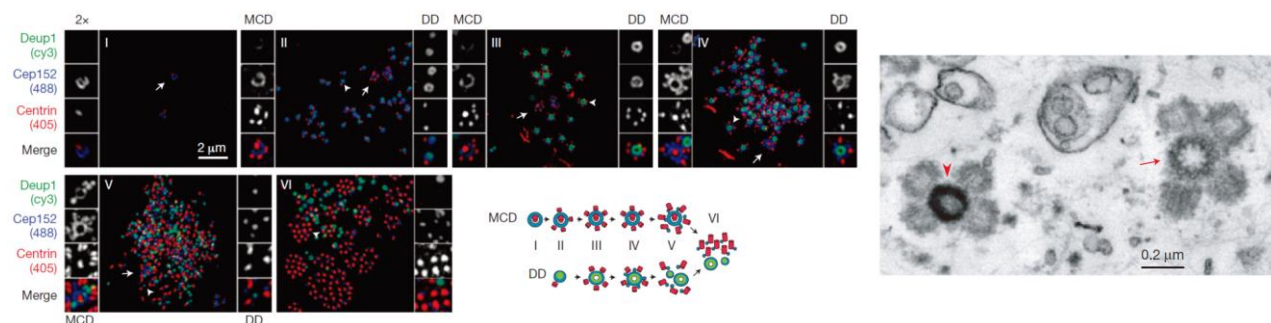 2× MCD DD MCD DD MCD DD
Deup1
(cy3)
Cep152
(488)
Centrin
(405)
Merge
I
2 μm
II
III
IV
Deup1
(cy3)
Cep152
(488)
Centrin
(405)
Merge
V
VI
MCD DD
MCD VI
I II III IV V
DD
0.2 μm